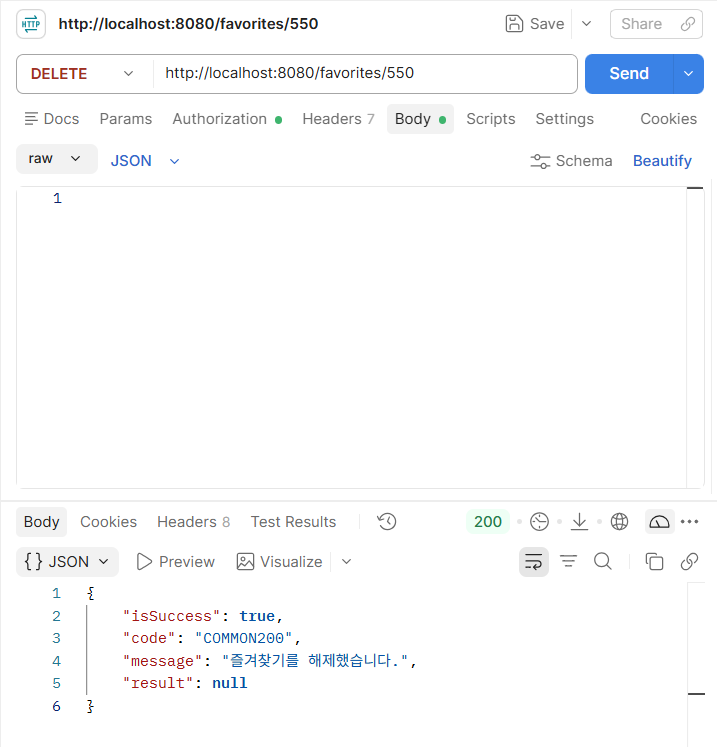 HTTP http://localhost:8080/favorites/550 Save Share
DELETE http://localhost:8080/favorites/550 Send
Docs Params Authorization Headers 7 Body Scripts Settings Cookies
raw JSON Schema Beautify
1
Body Cookies Headers 8 Test Results 200
{} JSON Preview Visualize
1 {
2 "isSuccess": true,
3 "code": "COMMON200",
4 "message": "즐겨찾기를 해제했습니다.",
5 "result": null
6 }